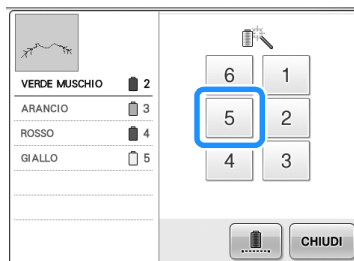 VERDE MUSCHIO 2
ARANCIO 3
ROSSO 4
GIALLO 5
6 1
5 2
4 3
CHIUDI